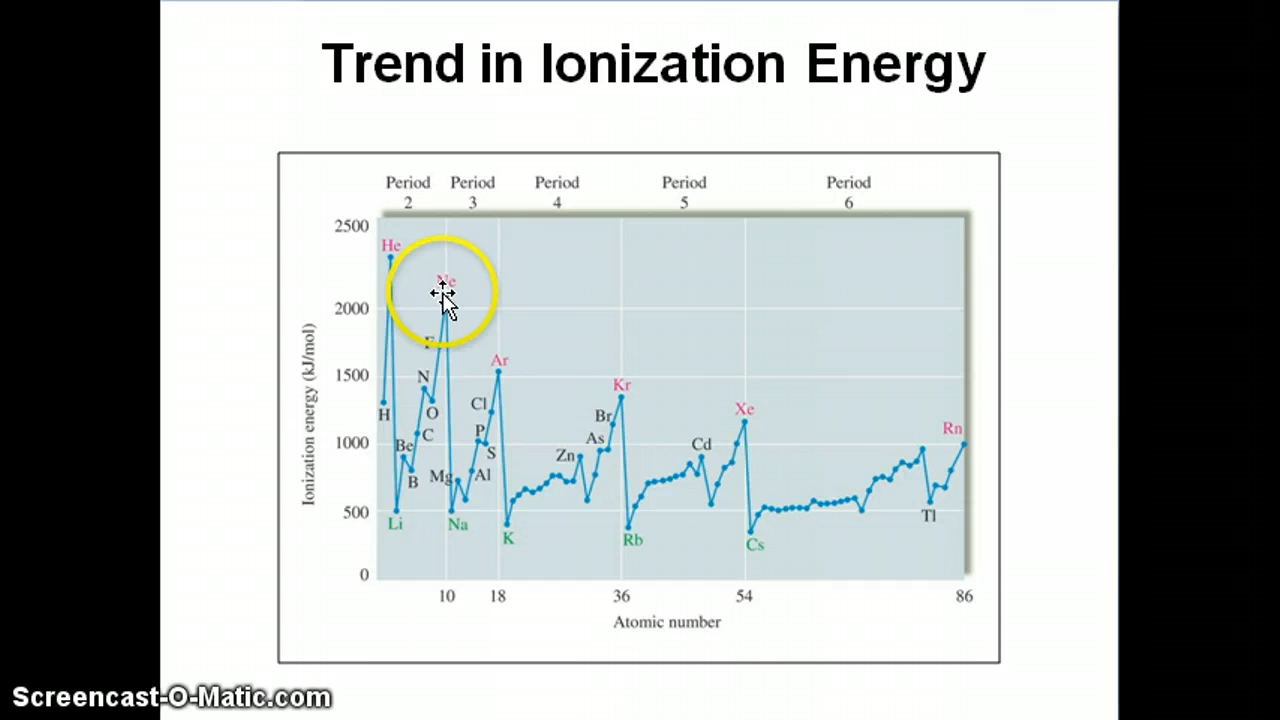 Trend in Ionization Energy
Period Period Period Period Period
2 3 4 5 6
2500
He
Ne
2000
F
Ar
1500
N
Kr
Cl
Xe
H
O
Br
C
P
As
Rn
1000
Be
S
Zn
Cd
Mg
Al
B
500
Li
Na
Tl
K
Rb
Cs
0
10 18 36 54 86
Atomic number
Ionization energy (kJ/mol)
Screencast-O-Matic.com